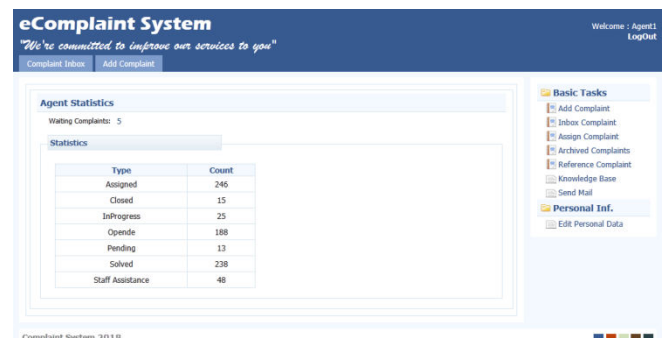 eComplaint System
"We're committed to improve our services to you"
Welcome : Agent1
LogOut
Complaint Inbox Add Complaint
Agent Statistics
Waiting Complaints: 5
Statistics
Type Count
Assigned 246
Closed 15
InProgress 25
Opende 188
Pending 13
Solved 238
Staff Assistance 48
Basic Tasks
Add Complaint
Inbox Complaint
Assign Complaint
Archived Complaints
Reference Complaint
Knowledge Base
Send Mail
Personal Inf.
Edit Personal Data
Complaint System 2018